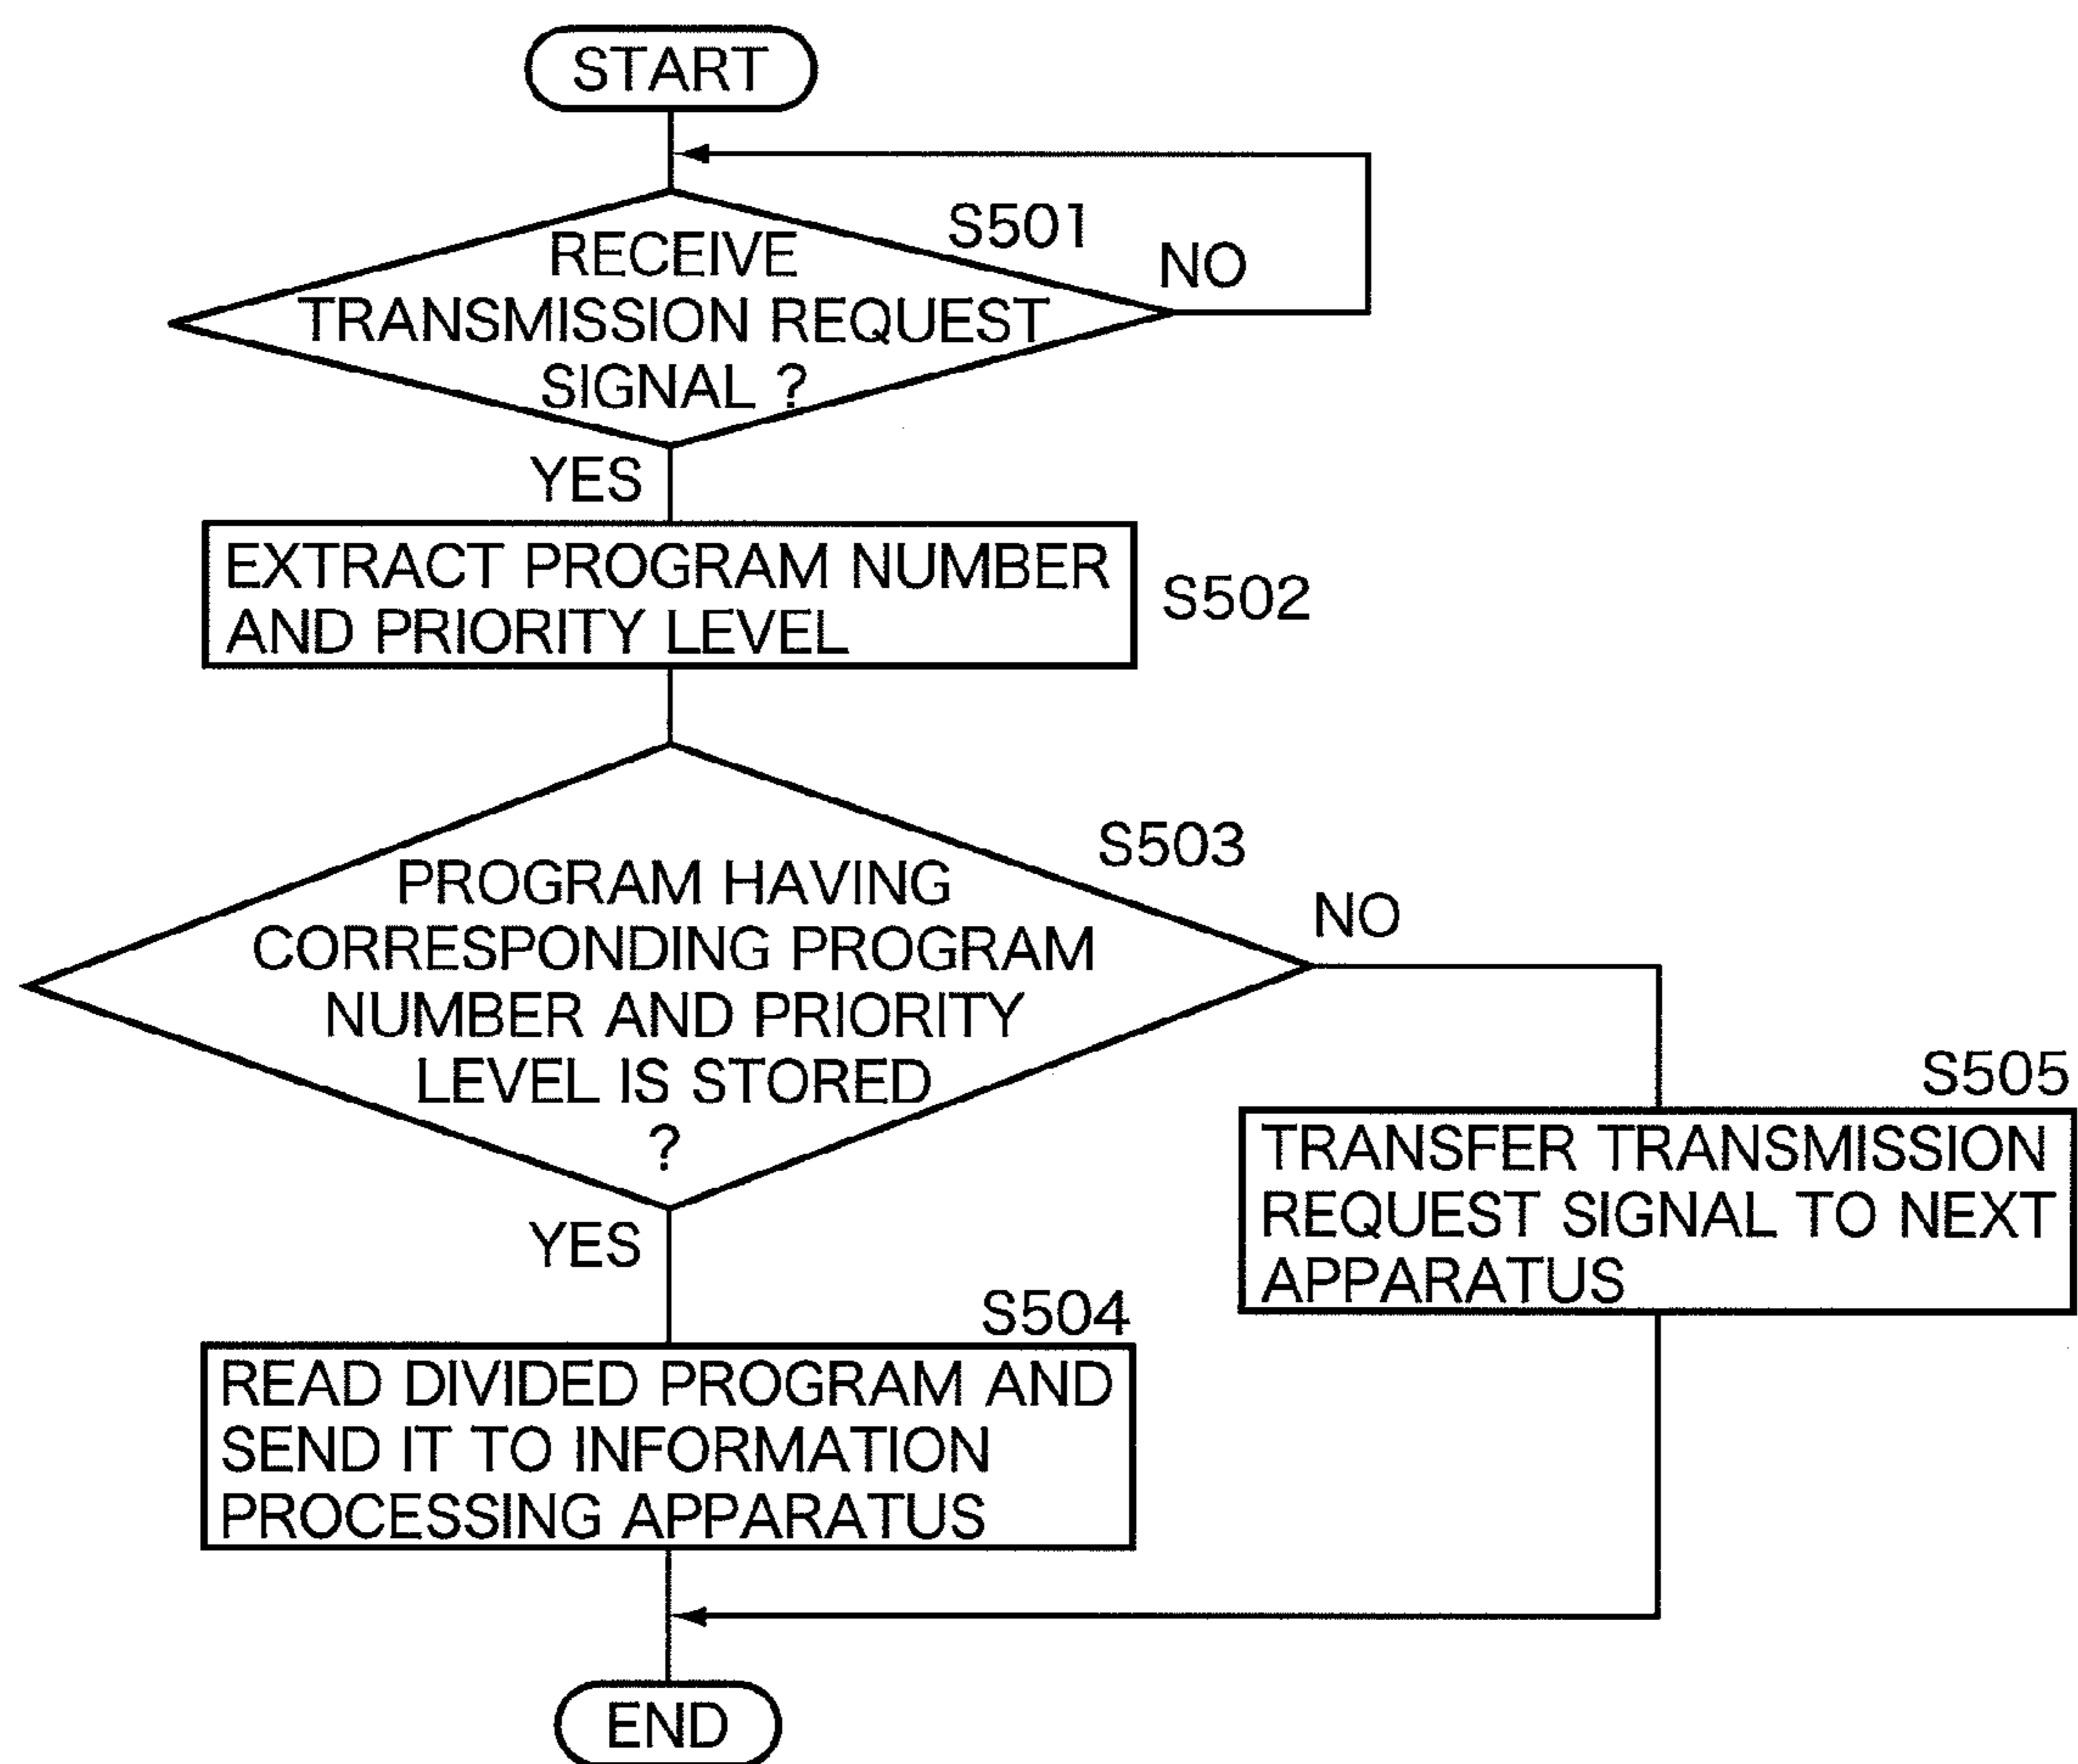 START
S501
RECEIVE
NO
TRANSMISSION REQUEST
SIGNAL ?
YES
EXTRACT PROGRAM NUMBER
AND PRIORITY LEVEL
S502
S503
PROGRAM HAVING
CORRESPONDING PROGRAM
NUMBER AND PRIORITY
LEVEL IS STORED
?
NO
YES
S505
TRANSFER TRANSMISSION
REQUEST SIGNAL TO NEXT
APPARATUS
S504
READ DIVIDED PROGRAM AND
SEND IT TO INFORMATION
PROCESSING APPARATUS
END